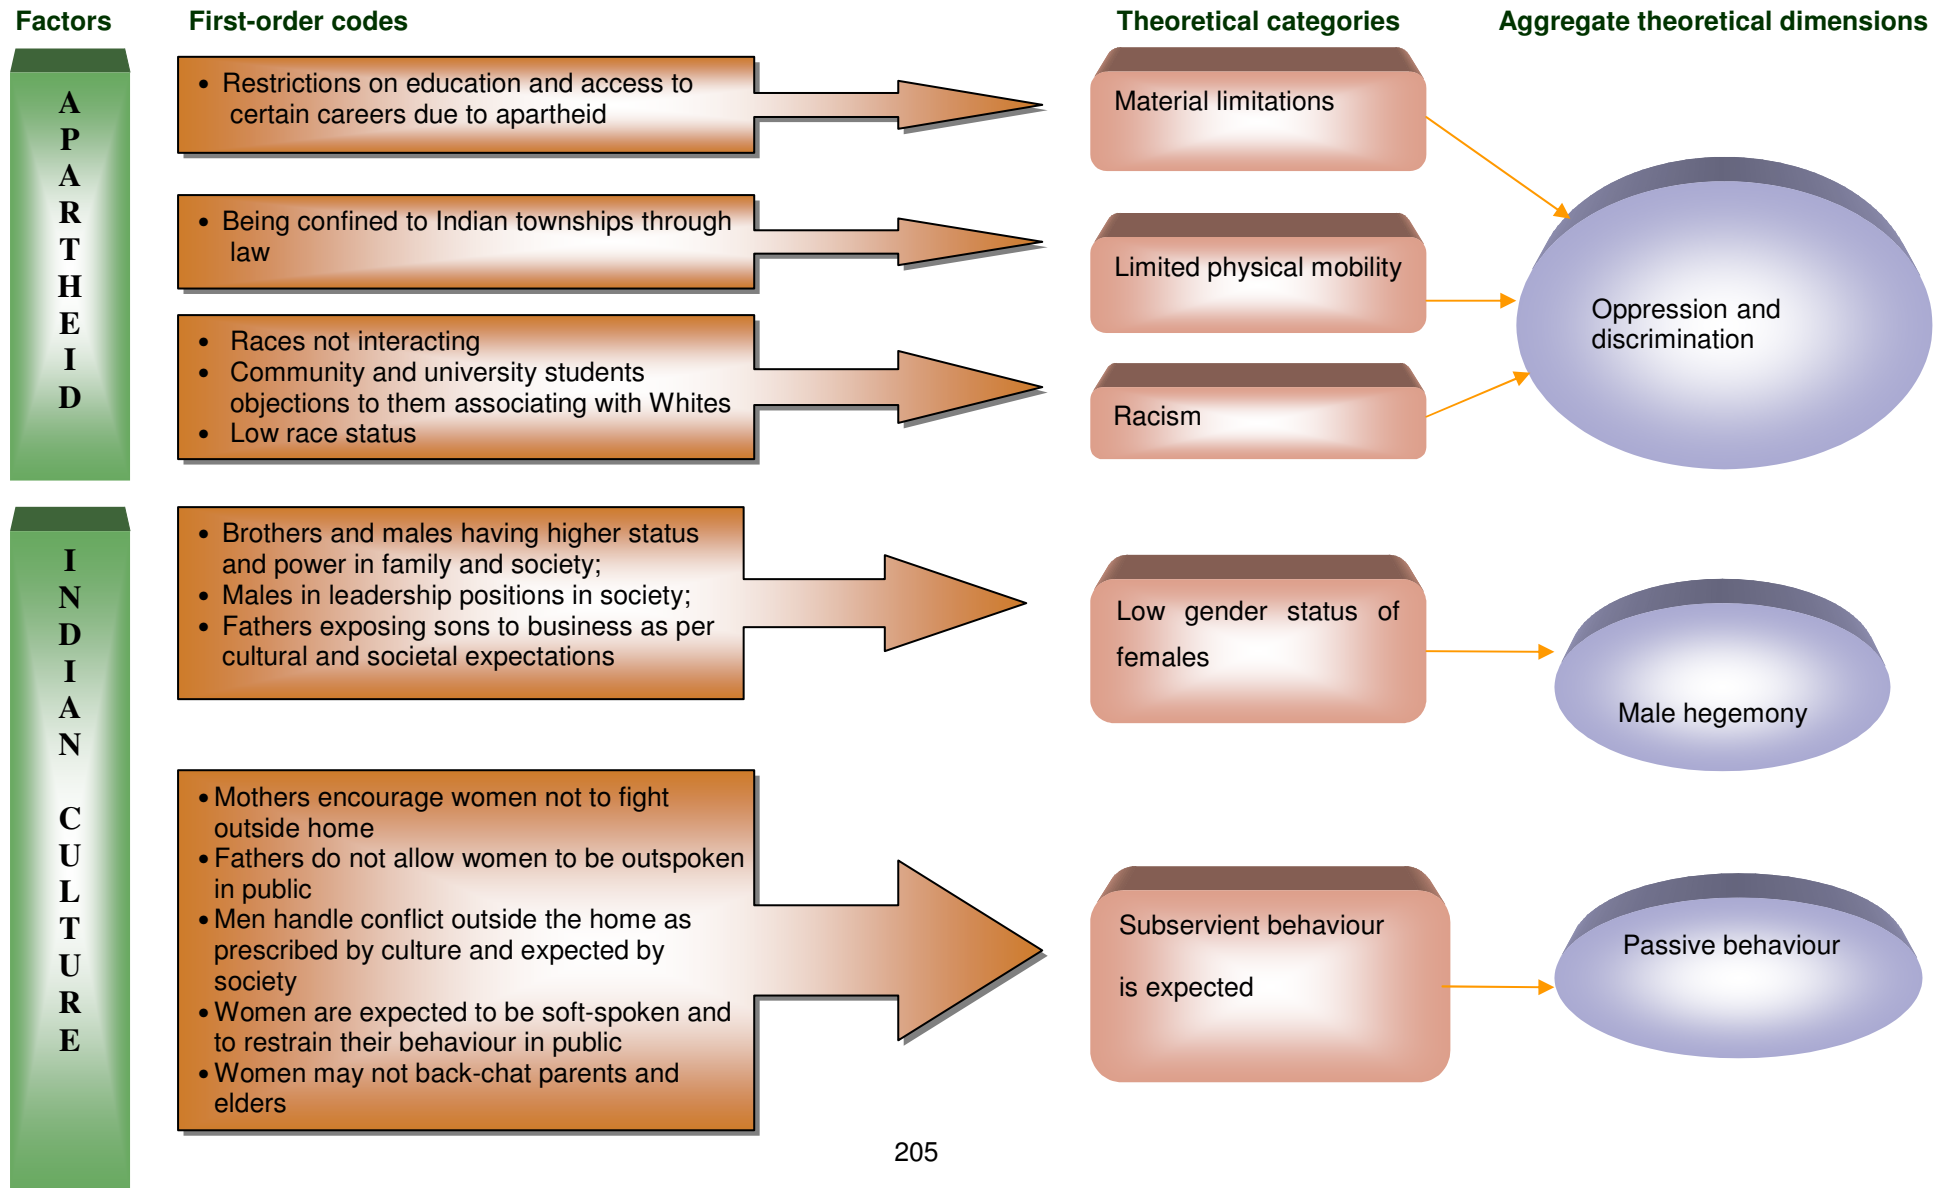 Factors First-order codes Theoretical categories Aggregate theoretical dimensions
APARTHEID
• Restrictions on education and access to
certain careers due to apartheid
Material limitations
• Being confined to Indian townships through
law
Limited physical mobility
• Races not interacting
• Community and university students
objections to them associating with Whites
• Low race status
Racism
Oppression and
discrimination
INDIAN CULTURE
• Brothers and males having higher status
and power in family and society;
• Males in leadership positions in society;
• Fathers exposing sons to business as per
cultural and societal expectations
Low gender status of
females
Male hegemony
• Mothers encourage women not to fight
outside home
• Fathers do not allow women to be outspoken
in public
• Men handle conflict outside the home as
prescribed by culture and expected by
society
• Women are expected to be soft-spoken and
to restrain their behaviour in public
• Women may not back-chat parents and
elders
Subservient behaviour
is expected
Passive behaviour
205